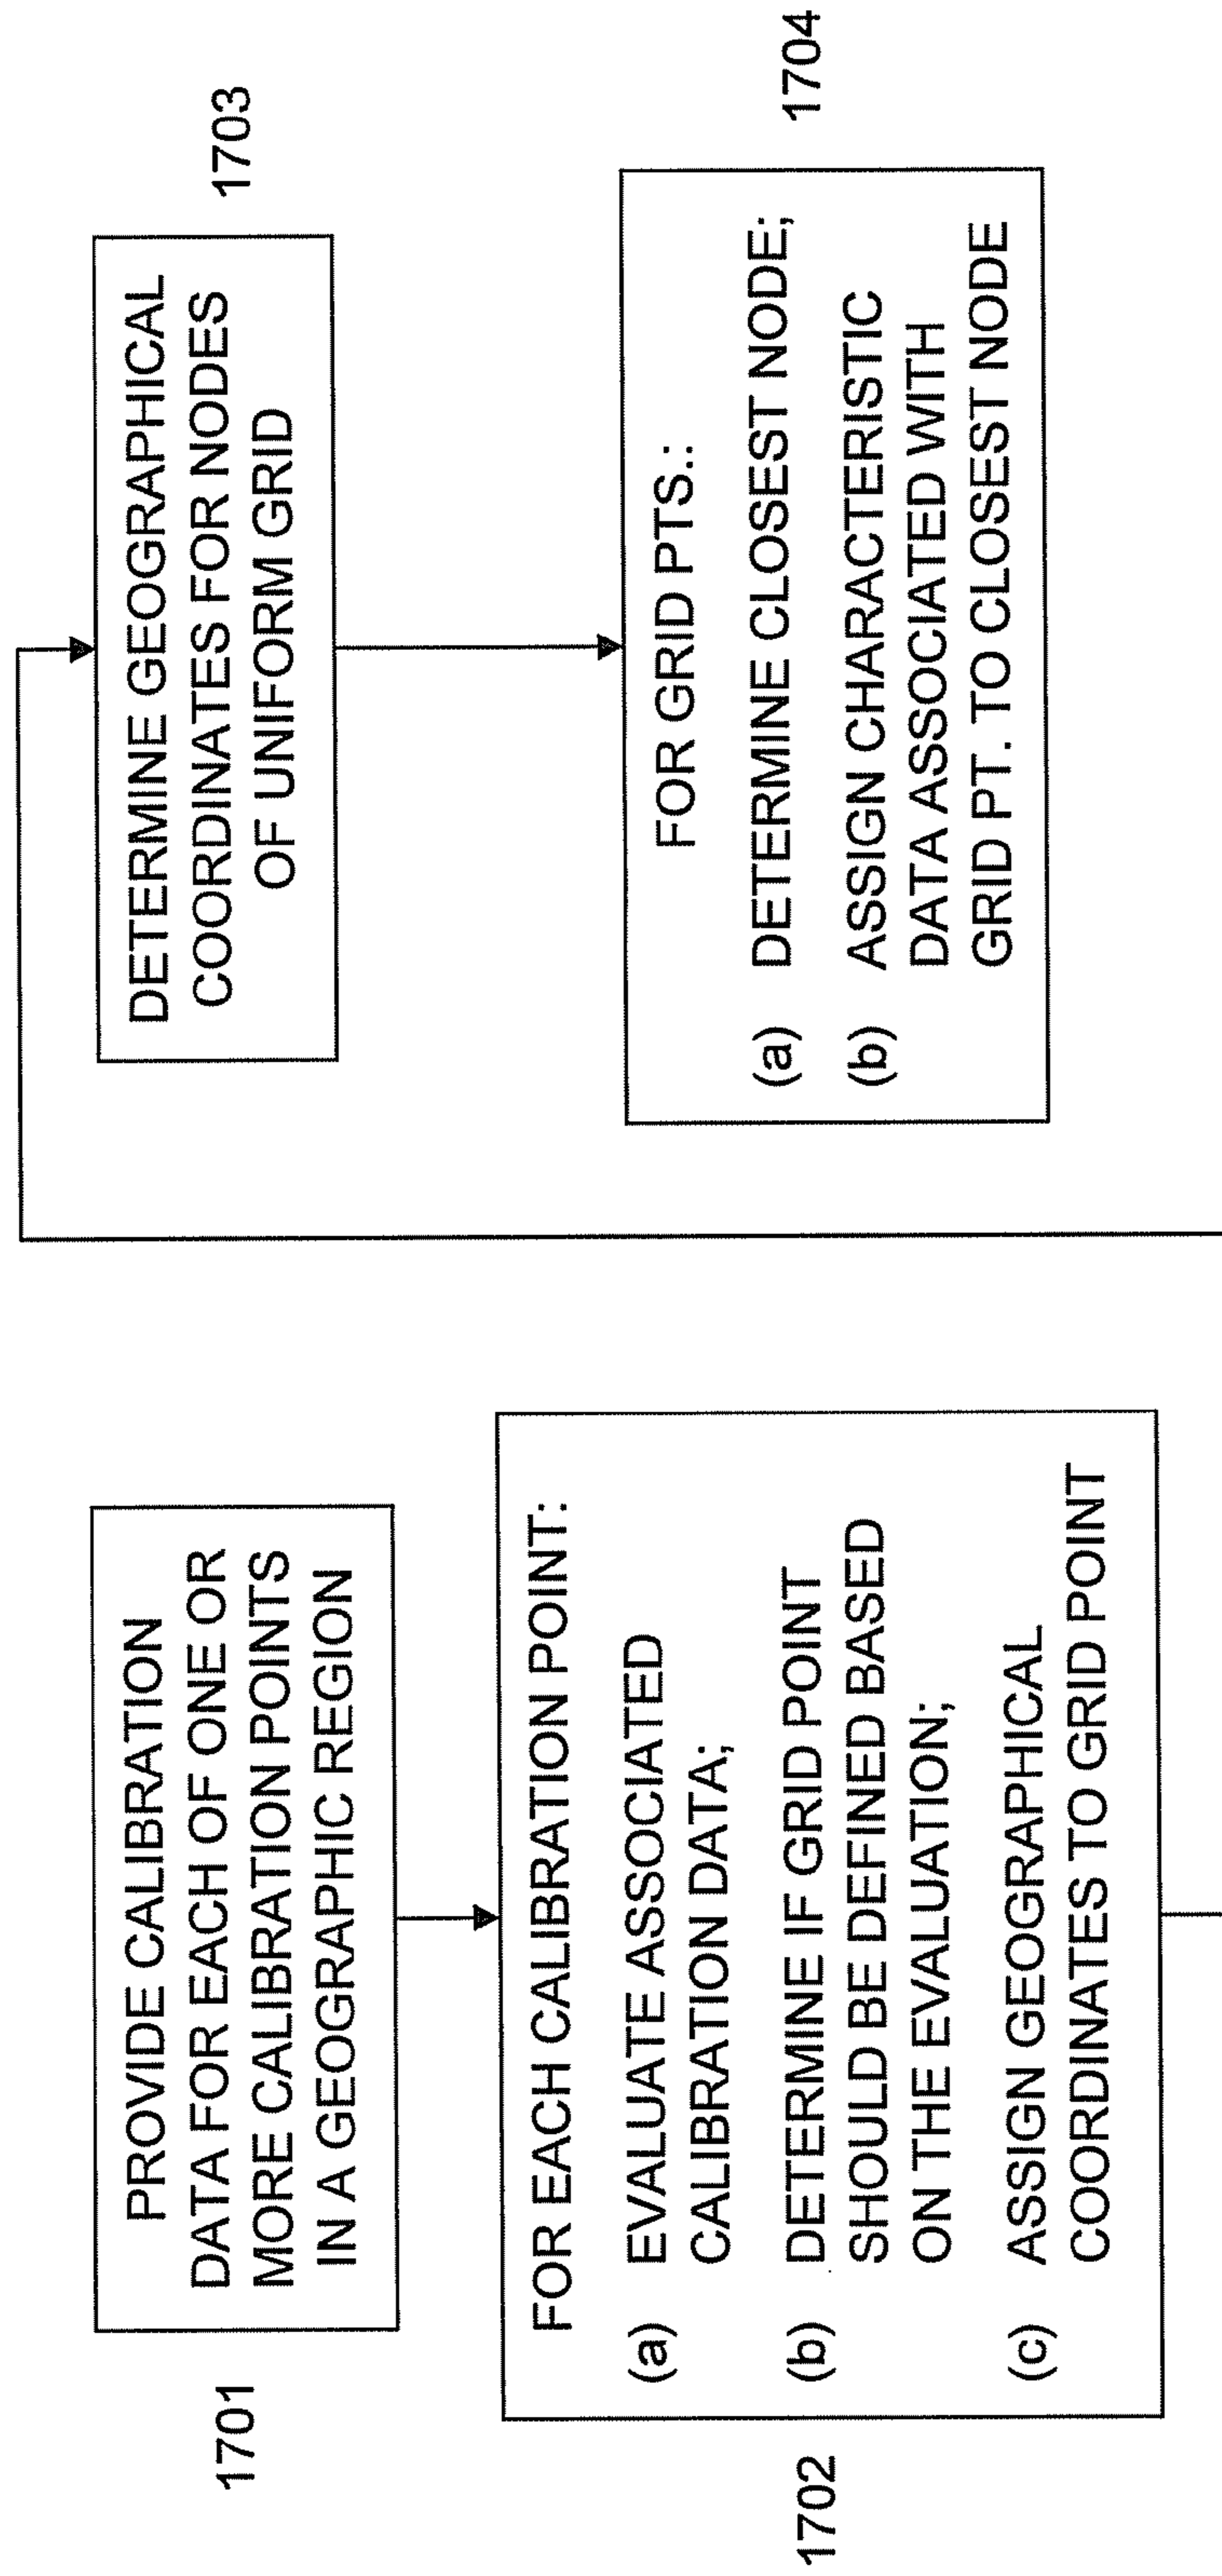 1701
PROVIDE CALIBRATION
DATA FOR EACH OF ONE OR
MORE CALIBRATION POINTS
IN A GEOGRAPHIC REGION
1702
FOR EACH CALIBRATION POINT:
(a) EVALUATE ASSOCIATED
CALIBRATION DATA;
(b) DETERMINE IF GRID POINT
SHOULD BE DEFINED BASED
ON THE EVALUATION;
(c) ASSIGN GEOGRAPHICAL
COORDINATES TO GRID POINT
DETERMINE GEOGRAPHICAL
COORDINATES FOR NODES
OF UNIFORM GRID
1703
FOR GRID PTS.:
(a) DETERMINE CLOSEST NODE;
(b) ASSIGN CHARACTERISTIC
DATA ASSOCIATED WITH
GRID PT. TO CLOSEST NODE
1704